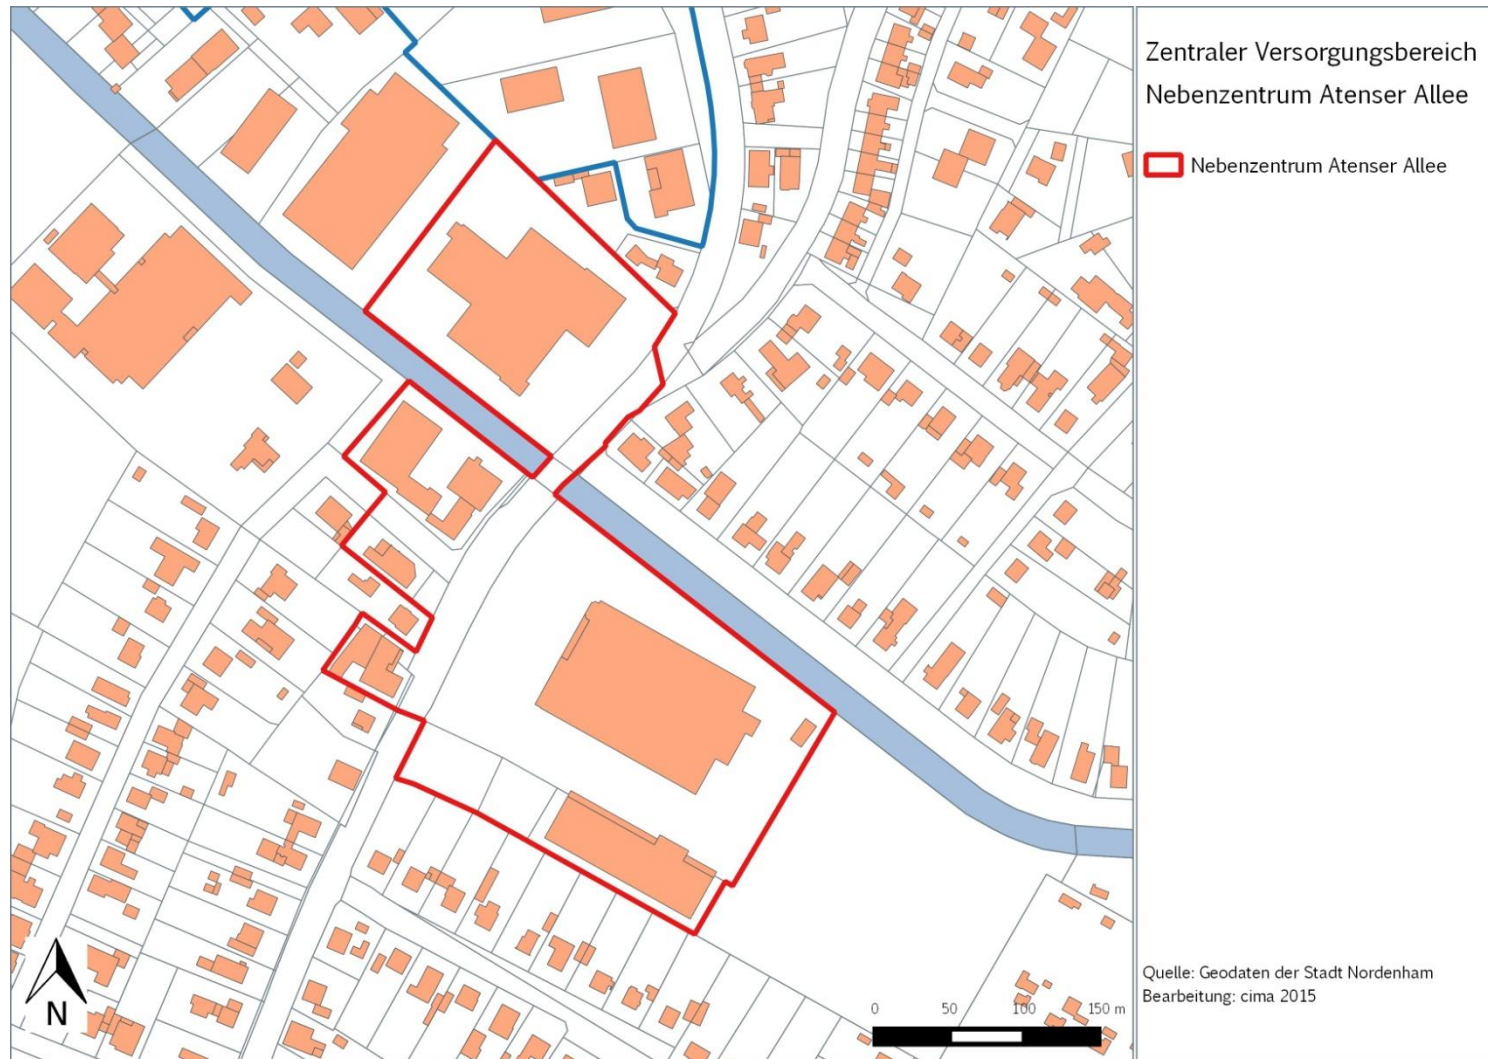 Zentraler Versorgungsbereich
Nebenzentrum Atenser Allee
Nebenzentrum Atenser Allee
Quelle: Geodaten der Stadt Nordenham
Bearbeitung: cima 2015
0 50 100 150 m
N